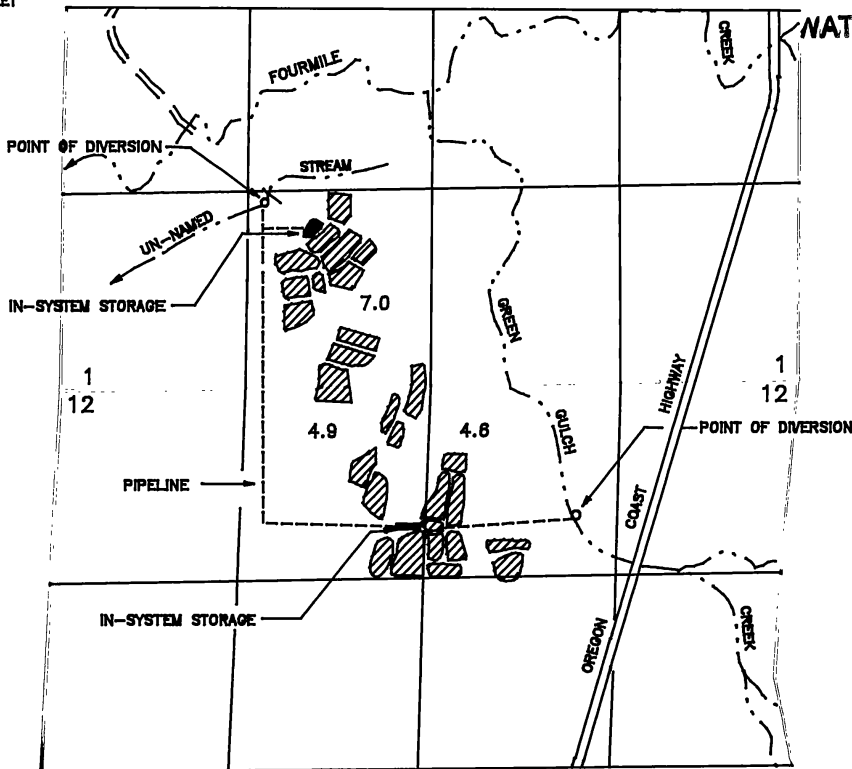 NAT
CREEK
FOURMILE
POINT OF DIVERSION
STREAM
UN-NAMED
IN-SYSTEM STORAGE
7.0
GREEN
HIGHWAY
1
12
1
12
4.9
4.6
GULCH
POINT OF DIVERSION
PIPELINE
COAST
IN-SYSTEM STORAGE
OREGON
CREEK